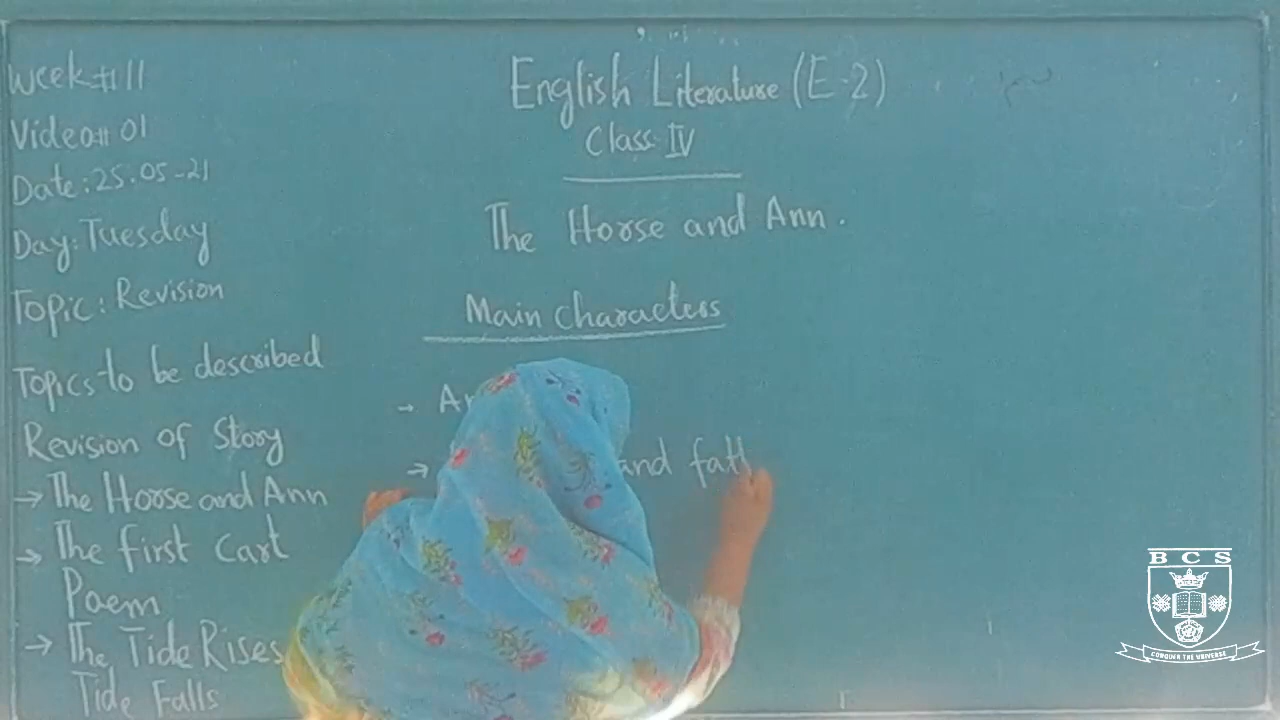 Week#11
Video# 01
Date: 25.05-21
Day: Tuesday
Topic: Revision
Topics to be described
Revision of Story
→ The Horse and Ann
→ The first Cart
Poem
→ The Tide Rises
Tide Falls
English Literature (E-2)
Class IV
The Horse and Ann.
Main characters
→
→ and fath
BCS
CONQUER THE UNIVERSE